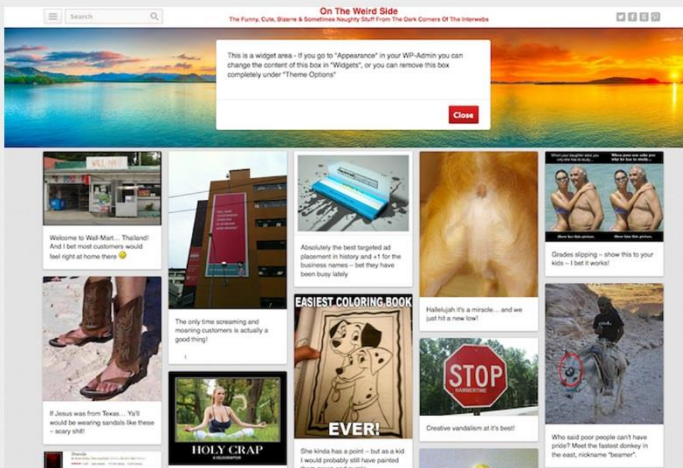 On The Weird Side
The Funny, Cute, Bizarre & Sometimes Naughty Stuff From The Dark Corners Of The Interwebs
Search
This is a widget area - If you go to "Appearance" in your WP-Admin you can
change the content of this box in "Widgets", or you can remove this box
completely under "Theme Options"
Close
WALL MART
Welcome to Wall-Mart... Thailand!
And I bet most customers would
feel right at home there
If Jesus was from Texas... Ya'll
would be wearing sandals like these
– scary shit!
The only time screaming and
moaning customers is actually a
good thing!
HOLY CRAP
Absolutely the best targeted ad
placement in history and +1 for the
business names – bet they have
been busy lately
EASIEST COLORING BOOK
EVER!
She kinda has a point – but as a kid
I would probably still have painted
Hallelujah it's a miracle... and we
just hit a new low!
STOP
HAMMERTIME
Creative vandalism at it's best!
Grades slipping – show this to your
kids – I bet it works!
Who said poor people can't have
pride? Meet the fastest donkey in
the east, nickname "beamer".